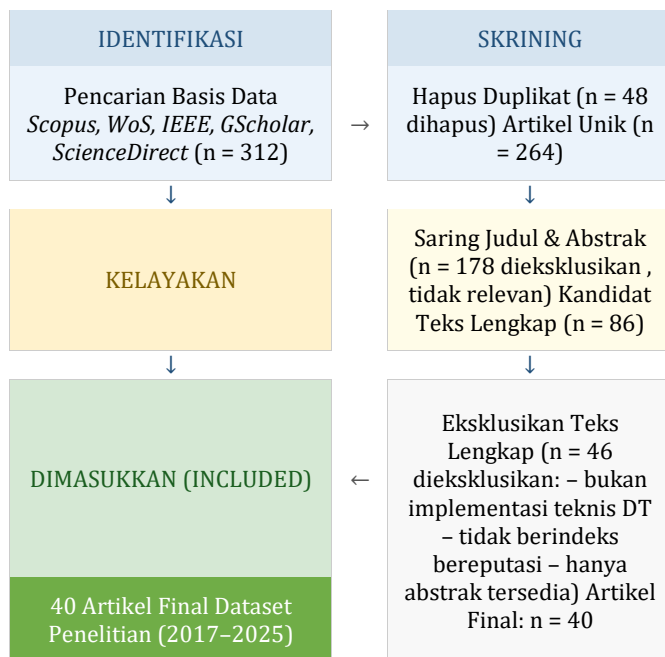 IDENTIFIKASI
Pencarian Basis Data
Scopus, WoS, IEEE, GScholar,
ScienceDirect (n = 312)
→
SKRINING
Hapus Duplikat (n = 48
dihapus) Artikel Unik (n
= 264)
↓
↓
KELAYAKAN
Saring Judul & Abstrak
(n = 178 dieksklusikan ,
tidak relevan) Kandidat
Teks Lengkap (n = 86)
↓
↓
DIMASUKKAN (INCLUDED)
40 Artikel Final Dataset
Penelitian (2017–2025)
←
Eksklusikan Teks
Lengkap (n = 46
dieksklusikan: – bukan
implementasi teknis DT
– tidak berindeks
bereputasi – hanya
abstrak tersedia) Artikel
Final: n = 40